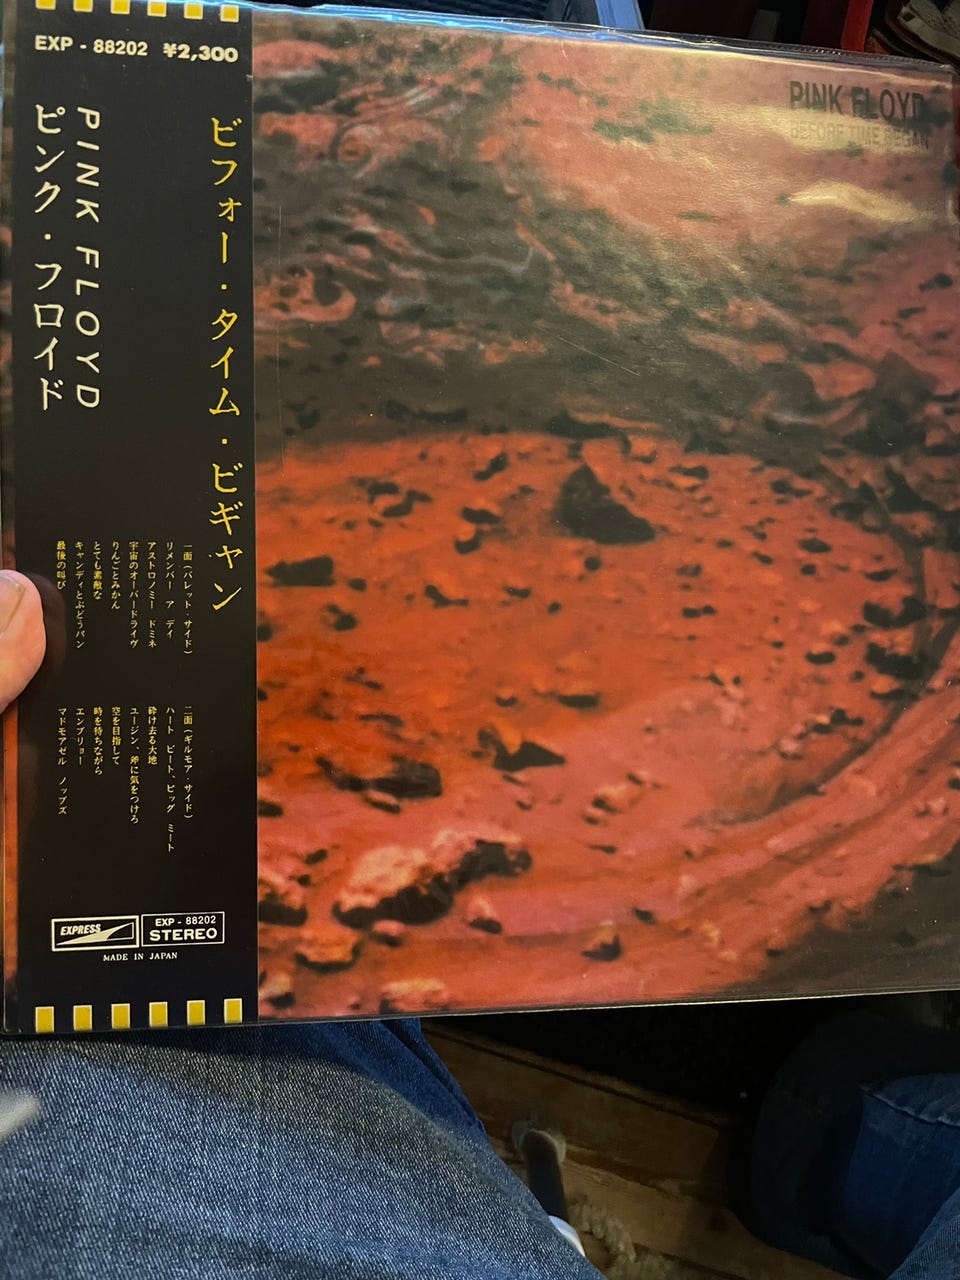 EXP - 88202 ¥2,300
ビフォー・タイム・ビギャン
PINK FLOYD
ピンク・フロイド
一面(バレット・サイド)
リメンバー ア デイ
アストロノミー ドミネ
宇宙のオーバードライヴ
りんごとみかん
とても素敵な
キャンディとぶどうパン
最後の叫び
二面(ギルモア・サイド)
ハート ビート、ピッグ ミート
砕け去る大地
ユージン、斧に気をつけろ
空を目指して
時を待ちながら
エンブリョー
マドモアゼル ノッブズ
EXPRESS
EXP - 88202
STEREO
MADE IN JAPAN
PINK FLOYD
BEFORE TIME BEGAN